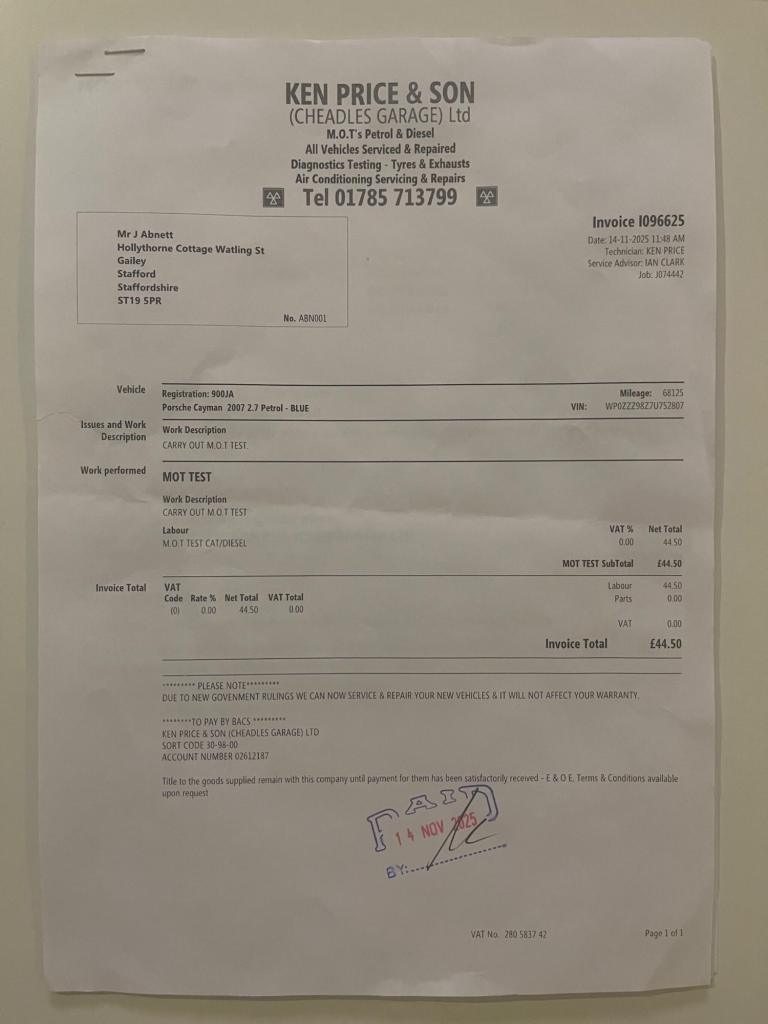 KEN PRICE & SON
(CHEADLES GARAGE) Ltd
M.O.T's Petrol & Diesel
All Vehicles Serviced & Repaired
Diagnostics Testing - Tyres & Exhausts
Air Conditioning Servicing & Repairs
Tel 01785 713799
Mr J Abnett
Hollythorne Cottage Watling St
Gailey
Stafford
Staffordshire
ST19 5PR
No. ABN001
Invoice I096625
Date: 14-11-2025 11:48 AM
Technician: KEN PRICE
Service Advisor: IAN CLARK
Job: J074442
Vehicle
Registration: 900JA Mileage: 68125
Porsche Cayman 2007 2.7 Petrol - BLUE VIN: WP0ZZZ98Z7U752807
Issues and Work Description
Work Description
CARRY OUT M.O.T TEST.
Work performed
MOT TEST
Work Description
CARRY OUT M.O.T TEST
Labour VAT % Net Total
M.O.T TEST CAT/DIESEL 0.00 44.50
MOT TEST SubTotal £44.50
Invoice Total
VAT
Code Rate % Net Total VAT Total
(0) 0.00 44.50 0.00
Labour 44.50
Parts 0.00
VAT 0.00
Invoice Total £44.50
********* PLEASE NOTE*********
DUE TO NEW GOVENMENT RULINGS WE CAN NOW SERVICE & REPAIR YOUR NEW VEHICLES & IT WILL NOT AFFECT YOUR WARRANTY.
********TO PAY BY BACS *********
KEN PRICE & SON (CHEADLES GARAGE) LTD
SORT CODE 30-98-00
ACCOUNT NUMBER 02612187
Title to the goods supplied remain with this company until payment for them has been satisfactorily received - E & O E. Terms & Conditions available
upon request
PAID
14 NOV 2025
BY:
VAT No. 280 5837 42
Page 1 of 1